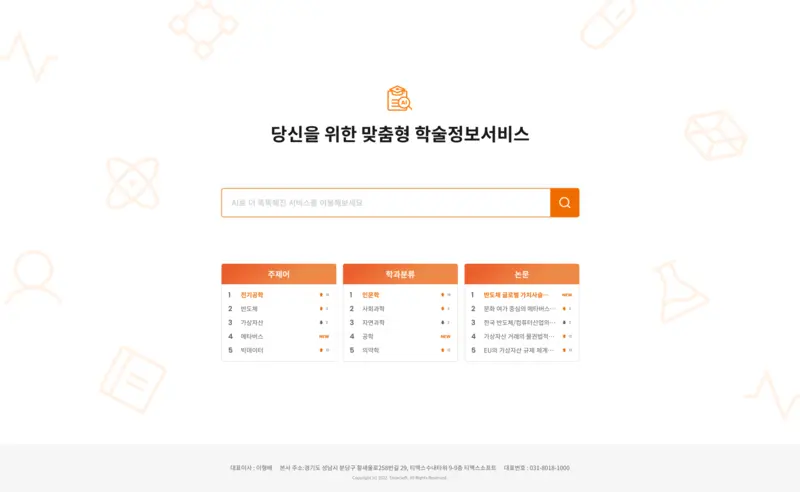 AI
당신을 위한 맞춤형 학술정보서비스
AI로 더 똑똑해진 서비스를 이용해보세요
주제어
1 전기공학
2 반도체
3 가상자산
4 메타버스 NEW
5 빅데이터
학과분류
1 인문학
2 사회과학
3 자연과학
4 공학 NEW
5 의약학
논문
1 반도체 글로벌 가치사슬… NEW
2 문화 여가 중심의 메타버스…
3 한국 반도체/컴퓨터산업의…
4 가상자산 거래의 물권법적…
5 EU의 가상자산 규제 체계…
대표이사 : 이형배 본사 주소:경기도 성남시 분당구 황새울로258번길 29, 티맥스수내타워 9-9층 티맥스소프트 대표번호 : 031-8018-1000
Copyright (c) 2022. Tmaxsoft. All Rights Reserved.